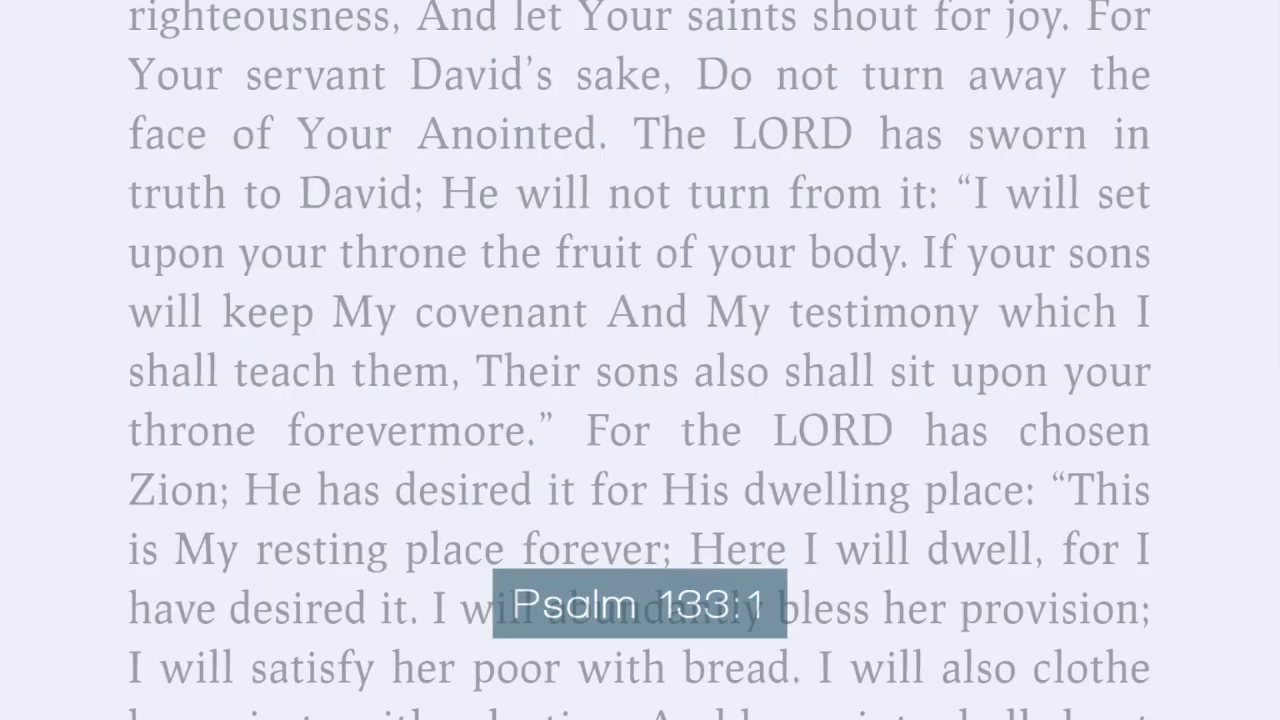 righteousness, And let Your saints shout for joy. For
Your servant David’s sake, Do not turn away the
face of Your Anointed. The LORD has sworn in
truth to David; He will not turn from it: “I will set
upon your throne the fruit of your body. If your sons
will keep My covenant And My testimony which I
shall teach them, Their sons also shall sit upon your
throne forevermore.” For the LORD has chosen
Zion; He has desired it for His dwelling place: “This
is My resting place forever; Here I will dwell, for I
have desired it. I will abundantly bless her provision;
Psalm 133:1
I will satisfy her poor with bread. I will also clothe